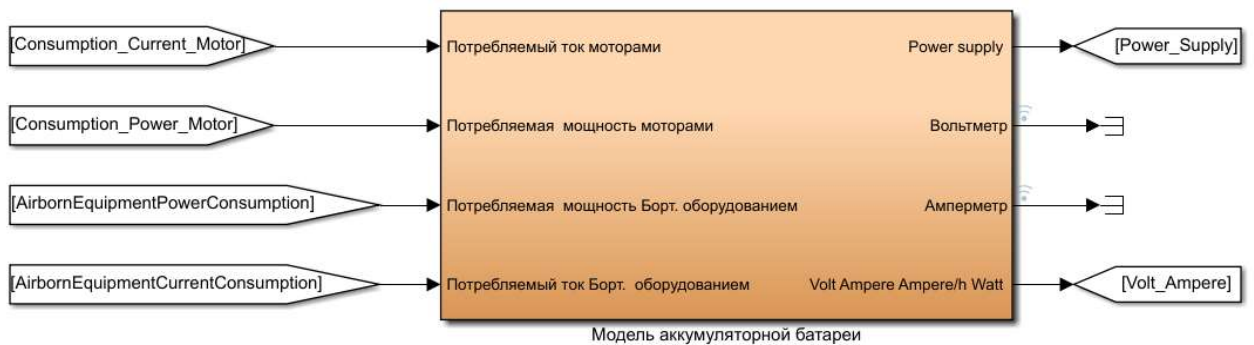 [Consumption_Current_Motor] Потребляемый ток моторами Power supply [Power_Supply]
[Consumption_Power_Motor] Потребляемая мощность моторами Вольтметр
[AirbornEquipmentPowerConsumption] Потребляемая мощность Борт. оборудованием Амперметр
[AirbornEquipmentCurrentConsumption] Потребляемый ток Борт. оборудованием Volt Ampere Ampere/h Watt [Volt_Ampere]
Модель аккумуляторной батареи